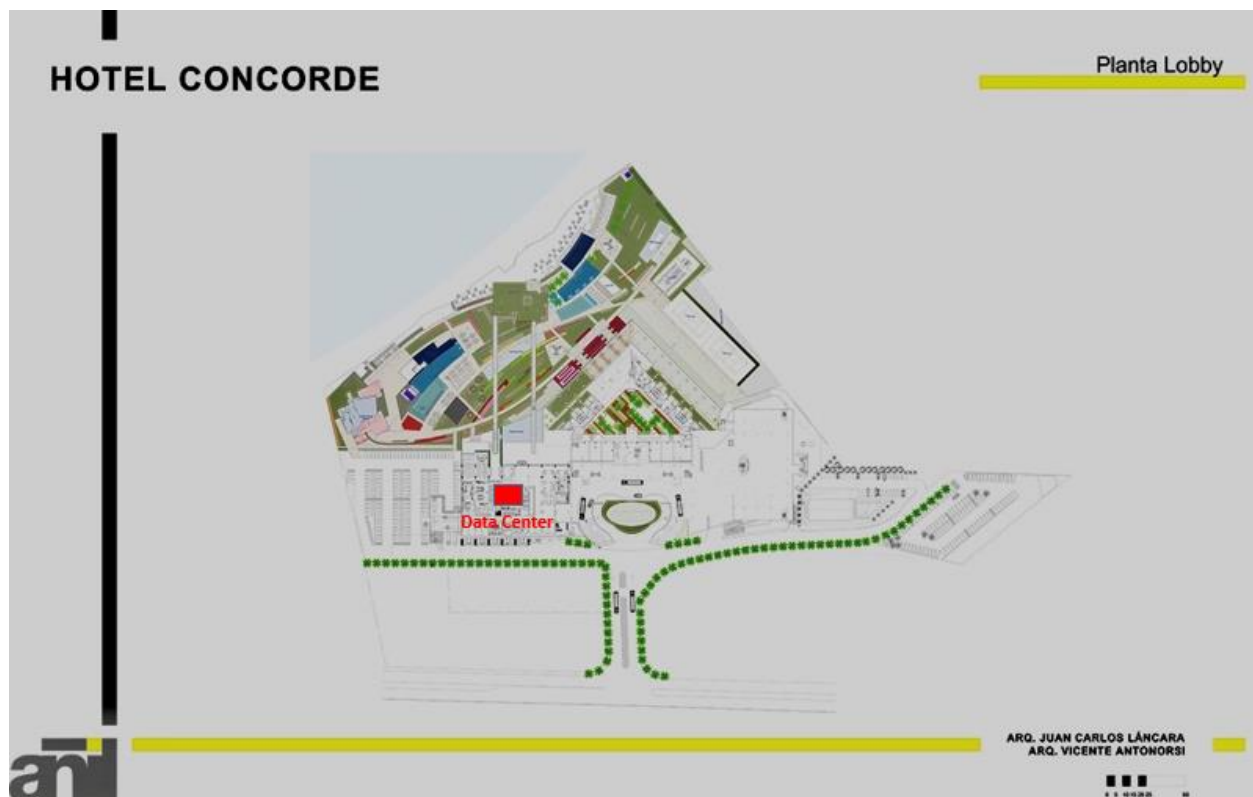 HOTEL CONCORDE
Planta Lobby
Data Center
ARQ. JUAN CARLOS LÁNCARA
ARQ. VICENTE ANTONORSI